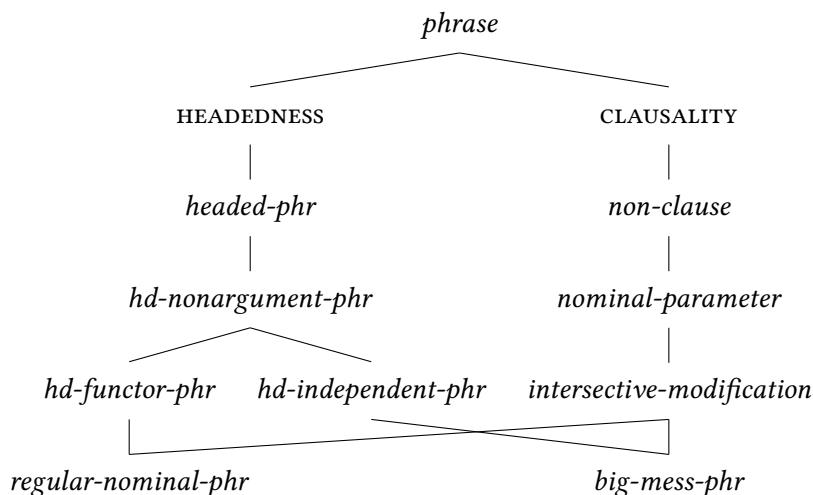 phrase
HEADEDNESS CLAUSALITY
headed-phr non-clause
hd-nonargument-phr nominal-parameter
hd-functor-phr hd-independent-phr intersective-modification
regular-nominal-phr big-mess-phr